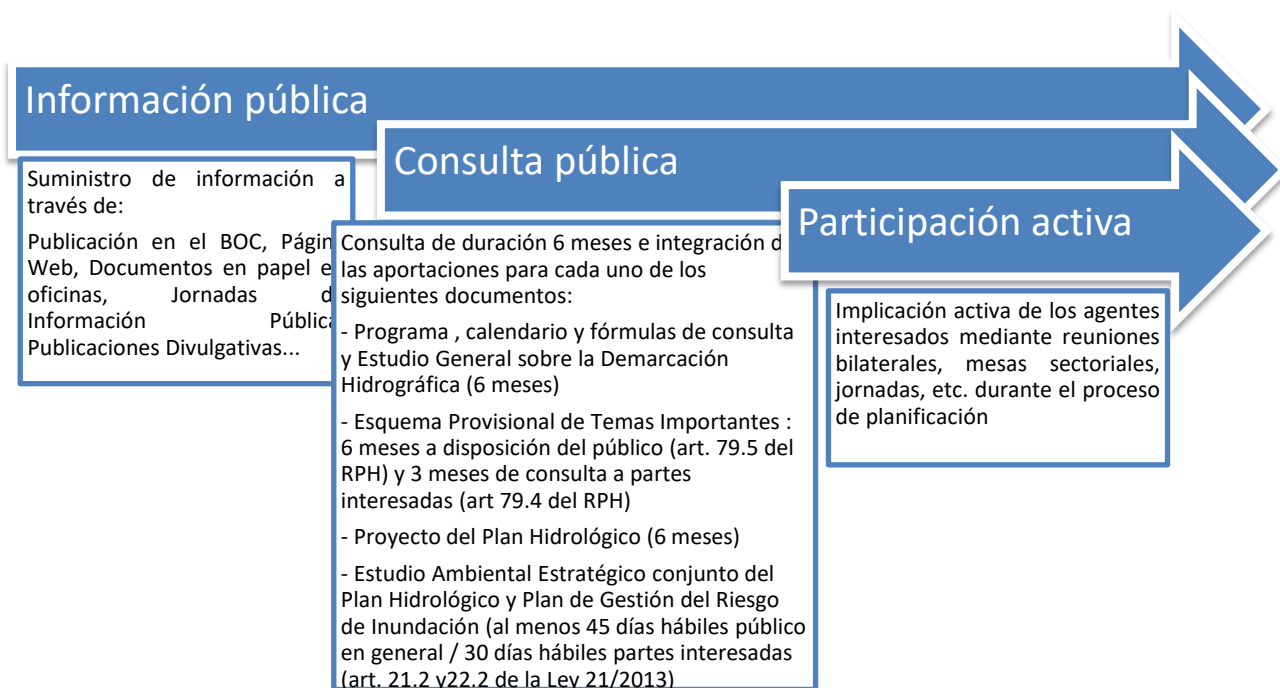 Información pública
Suministro de información a
través de:
Publicación en el BOC, Págin
Web, Documentos en papel e
oficinas, Jornadas d
Información Públic
Publicaciones Divulgativas...
Consulta pública
Consulta de duración 6 meses e integración d
las aportaciones para cada uno de los
siguientes documentos:
- Programa , calendario y fórmulas de consulta
y Estudio General sobre la Demarcación
Hidrográfica (6 meses)
- Esquema Provisional de Temas Importantes :
6 meses a disposición del público (art. 79.5 del
RPH) y 3 meses de consulta a partes
interesadas (art 79.4 del RPH)
- Proyecto del Plan Hidrológico (6 meses)
- Estudio Ambiental Estratégico conjunto del
Plan Hidrológico y Plan de Gestión del Riesgo
de Inundación (al menos 45 días hábiles público
en general / 30 días hábiles partes interesadas
(art. 21.2 y22.2 de la Ley 21/2013)
Participación activa
Implicación activa de los agentes
interesados mediante reuniones
bilaterales, mesas sectoriales,
jornadas, etc. durante el proceso
de planificación